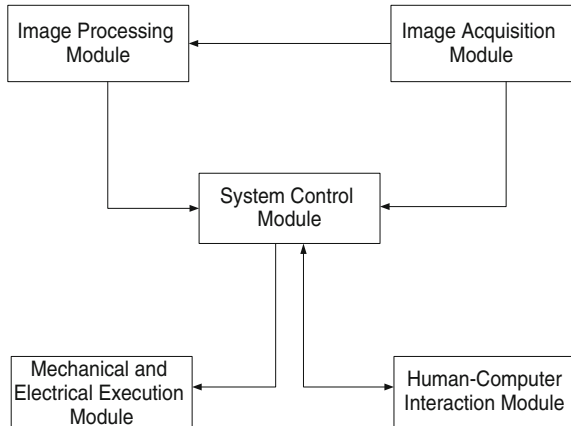 Image Processing
Module
Image Acquisition
Module
System Control
Module
Mechanical and
Electrical Execution
Module
Human-Computer
Interaction Module